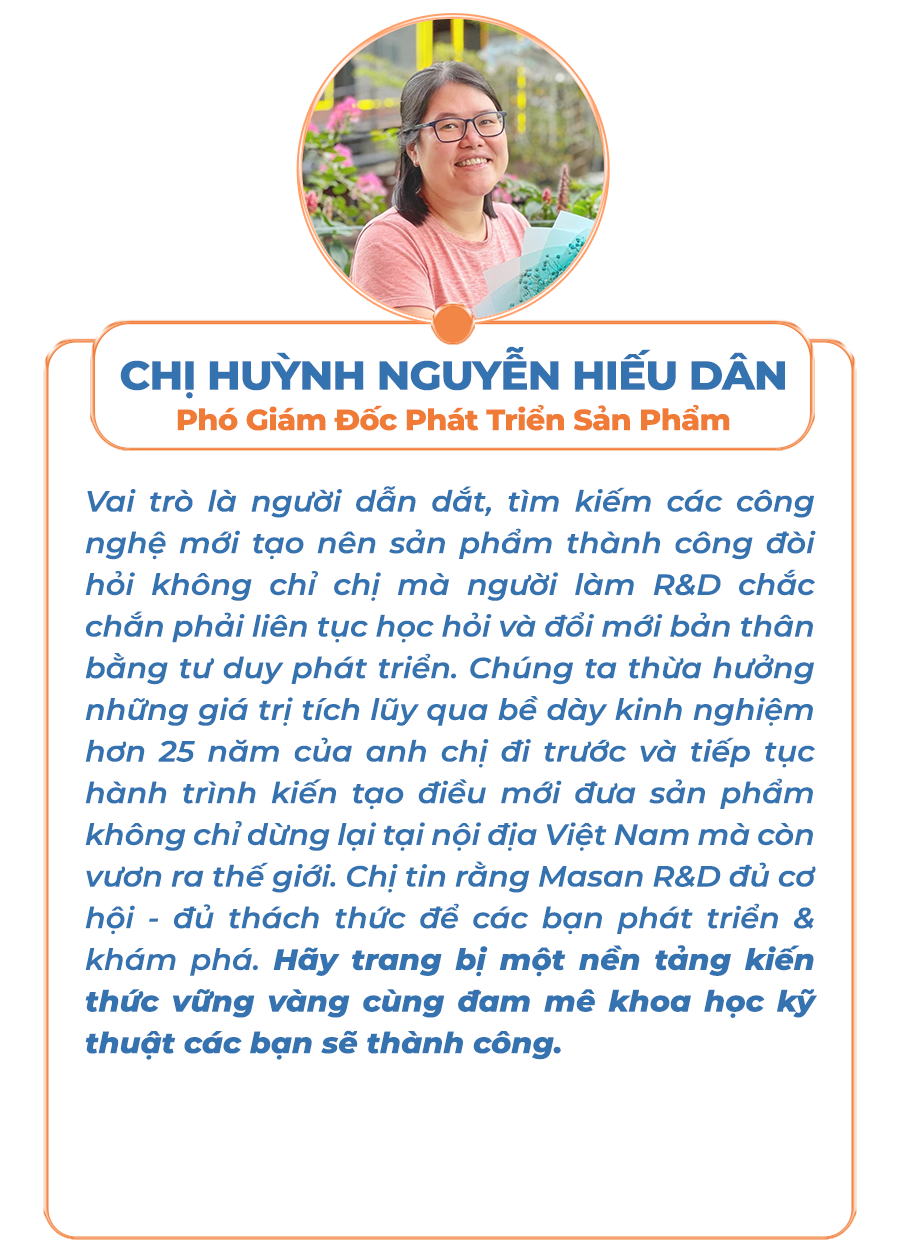 CHỊ HUỲNH NGUYỄN HIẾU DÂN
Phó Giám Đốc Phát Triển Sản Phẩm
Vai trò là người dẫn dắt, tìm kiếm các công
nghệ mới tạo nên sản phẩm thành công đòi
hỏi không chỉ chị mà người làm R&D chắc
chắn phải liên tục học hỏi và đổi mới bản thân
bằng tư duy phát triển. Chúng ta thừa hưởng
những giá trị tích lũy qua bề dày kinh nghiệm
hơn 25 năm của anh chị đi trước và tiếp tục
hành trình kiến tạo điều mới đưa sản phẩm
không chỉ dừng lại tại nội địa Việt Nam mà còn
vươn ra thế giới. Chị tin rằng Masan R&D đủ cơ
hội - đủ thách thức để các bạn phát triển &
khám phá. Hãy trang bị một nền tảng kiến
thức vững vàng cùng đam mê khoa học kỹ
thuật các bạn sẽ thành công.